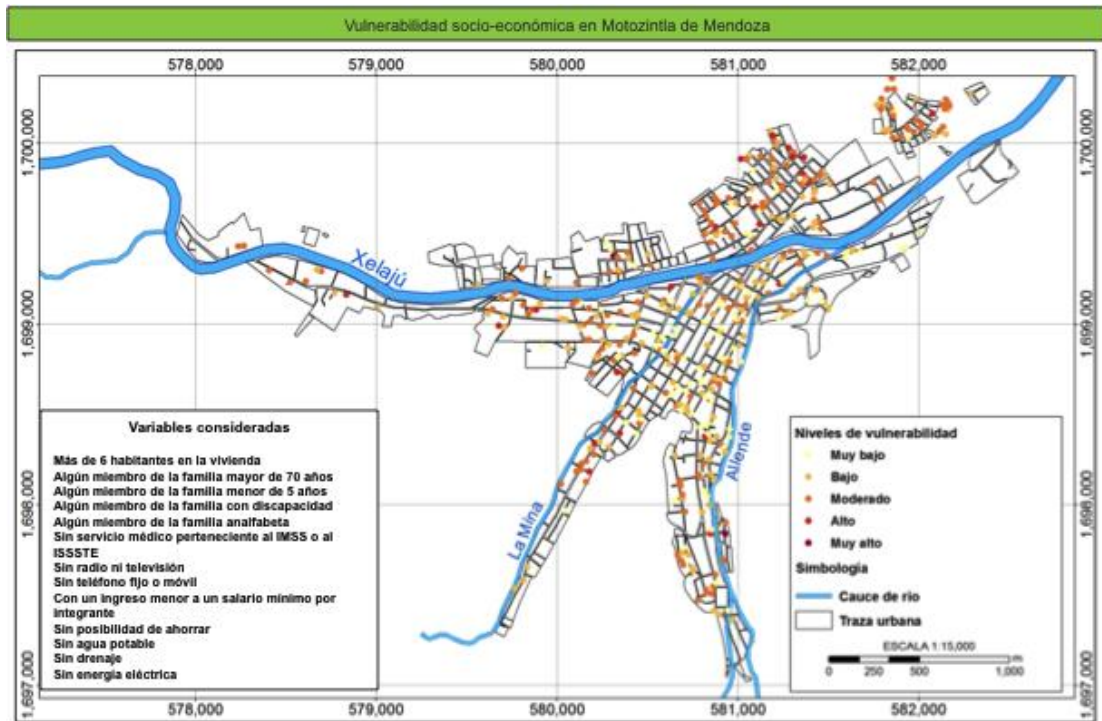 Vulnerabilidad socio-económica en Motozintla de Mendoza
578,000 579,000 580,000 581,000 582,000
1,700,000 1,700,000
Xelajú
1,699,000 1,699,000
Variables consideradas
Más de 6 habitantes en la vivienda
Algún miembro de la familia mayor de 70 años
Algún miembro de la familia menor de 5 años
Algún miembro de la familia con discapacidad
Algún miembro de la familia analfabeta
Sin servicio médico perteneciente al IMSS o al
ISSSTE
Sin radio ni televisión
Sin teléfono fijo o móvil
Con un ingreso menor a un salario mínimo por
integrante
Sin posibilidad de ahorrar
Sin agua potable
Sin drenaje
Sin energía eléctrica
La Mina
Allende
1,698,000 1,698,000
Niveles de vulnerabilidad
Muy bajo
Bajo
Moderado
Alto
Muy alto
Simbología
Cauce de río
Traza urbana
ESCALA 1:15,000
m
0 250 500 1,000
1,697,000 1,697,000
578,000 579,000 580,000 581,000 582,000